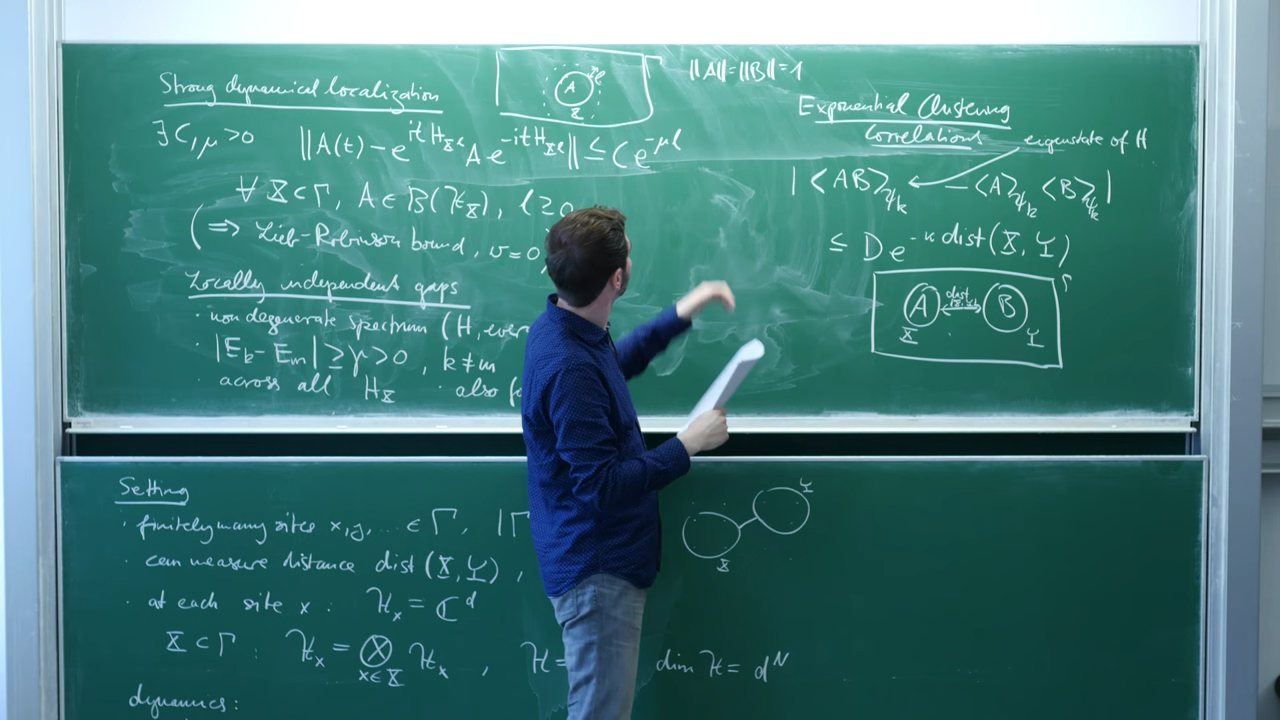 Strong dynamical localization
∃ C, μ > 0   ‖A(t) − e^{itH_{X_ℓ}} A e^{−itH_{X_ℓ}}‖ ≤ C e^{−μℓ}
∀ X ⊂ Γ, A ∈ B(H_X), ℓ ≥ 0
(⇒ Lieb-Robinson bound, v = 0)
Locally independent gaps
· non degenerate spectrum (H,
· |E_k − E_m| ≥ γ > 0, k ≠ m
· across all H_X · also
A
X
ℓ
Γ
‖A‖ = ‖B‖ = 1
Exponential Clustering
Correlations
eigenstate of H
|⟨AB⟩_{ψ_k} − ⟨A⟩_{ψ_k} ⟨B⟩_{ψ_k}|
≤ D e^{−κ dist(X, Y)}
Γ
A B
X Y
Setting
· finitely many sites x, y, ... ∈ Γ, |Γ
· can measure distance dist (X, Y),
· at each site x : H_x = ℂ^d
X ⊂ Γ : H_x = ⊗_{x∈X} H_x , H = dim H = d^N
dynamics:
Y
X